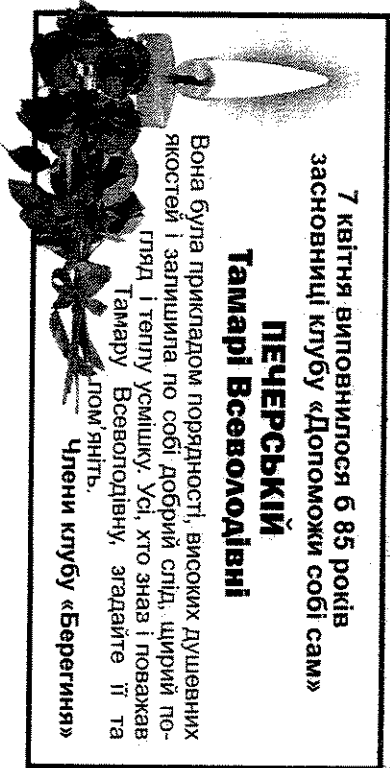 7 квітня виповнилося б 85 років
засновниці клубу «Допоможи собі сам»
ПЕЧЕРСЬКІЙ
Тамарі Всеволодівні
Вона була прикладом порядності, високих душевних
якостей і залишила по собі добрий слід, щирий по-
гляд і теплу усмішку. Усі, хто знав і поважав
Тамару Всеволодівну, згадайте її та
пом'яніть.
Члени клубу «Берегиня»